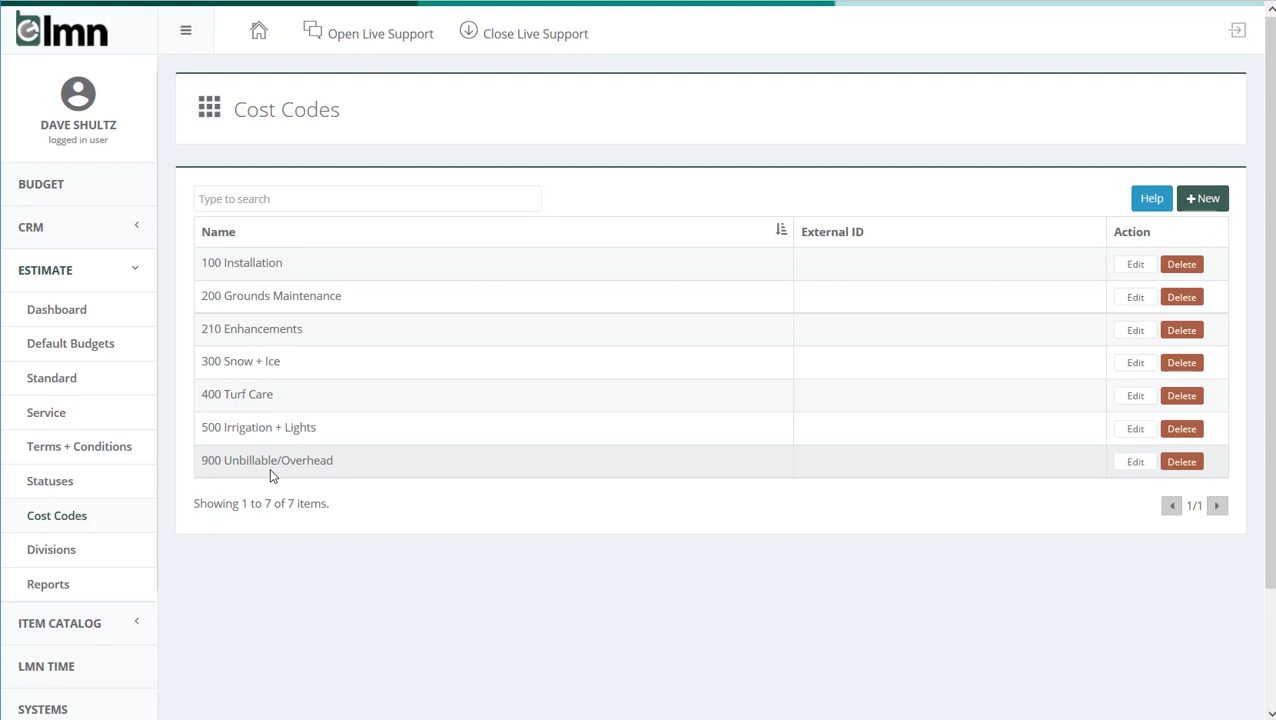 lmn
Open Live Support
Close Live Support
DAVE SHULTZ
logged in user
BUDGET
CRM
ESTIMATE
Dashboard
Default Budgets
Standard
Service
Terms + Conditions
Statuses
Cost Codes
Divisions
Reports
ITEM CATALOG
LMN TIME
SYSTEMS
Cost Codes
Type to search
Help
+ New
Name External ID Action
100 Installation Edit Delete
200 Grounds Maintenance Edit Delete
210 Enhancements Edit Delete
300 Snow + Ice Edit Delete
400 Turf Care Edit Delete
500 Irrigation + Lights Edit Delete
900 Unbillable/Overhead Edit Delete
Showing 1 to 7 of 7 items.
1/1